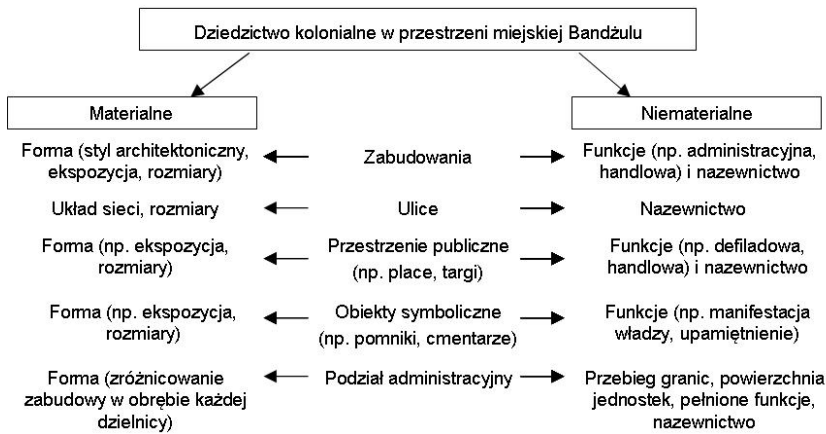 Dziedzictwo kolonialne w przestrzeni miejskiej Bandżulu
Materialne
Niematerialne
Forma (styl architektoniczny,
ekspozycja, rozmiary)
Zabudowania
Funkcje (np. administracyjna,
handlowa) i nazewnictwo
Układ sieci, rozmiary
Ulice
Nazewnictwo
Forma (np. ekspozycja,
rozmiary)
Przestrzenie publiczne
(np. place, targi)
Funkcje (np. defiladowa,
handlowa) i nazewnictwo
Forma (np. ekspozycja,
rozmiary)
Obiekty symboliczne
(np. pomniki, cmentarze)
Funkcje (np. manifestacja
władzy, upamiętnienie)
Forma (zróżnicowanie
zabudowy w obrębie każdej
dzielnicy)
Podział administracyjny
Przebieg granic, powierzchnia
jednostek, pełnione funkcje,
nazewnictwo